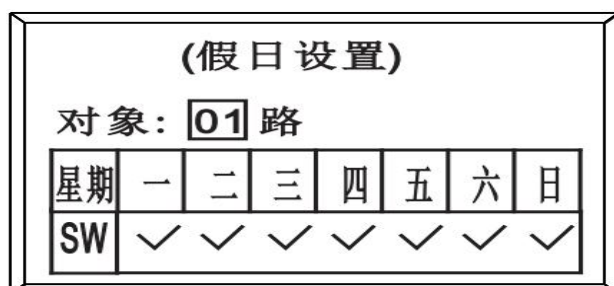 (假日设置)
对象: 01 路
星期 一 二 三 四 五 六 日
SW ✓ ✓ ✓ ✓ ✓ ✓ ✓